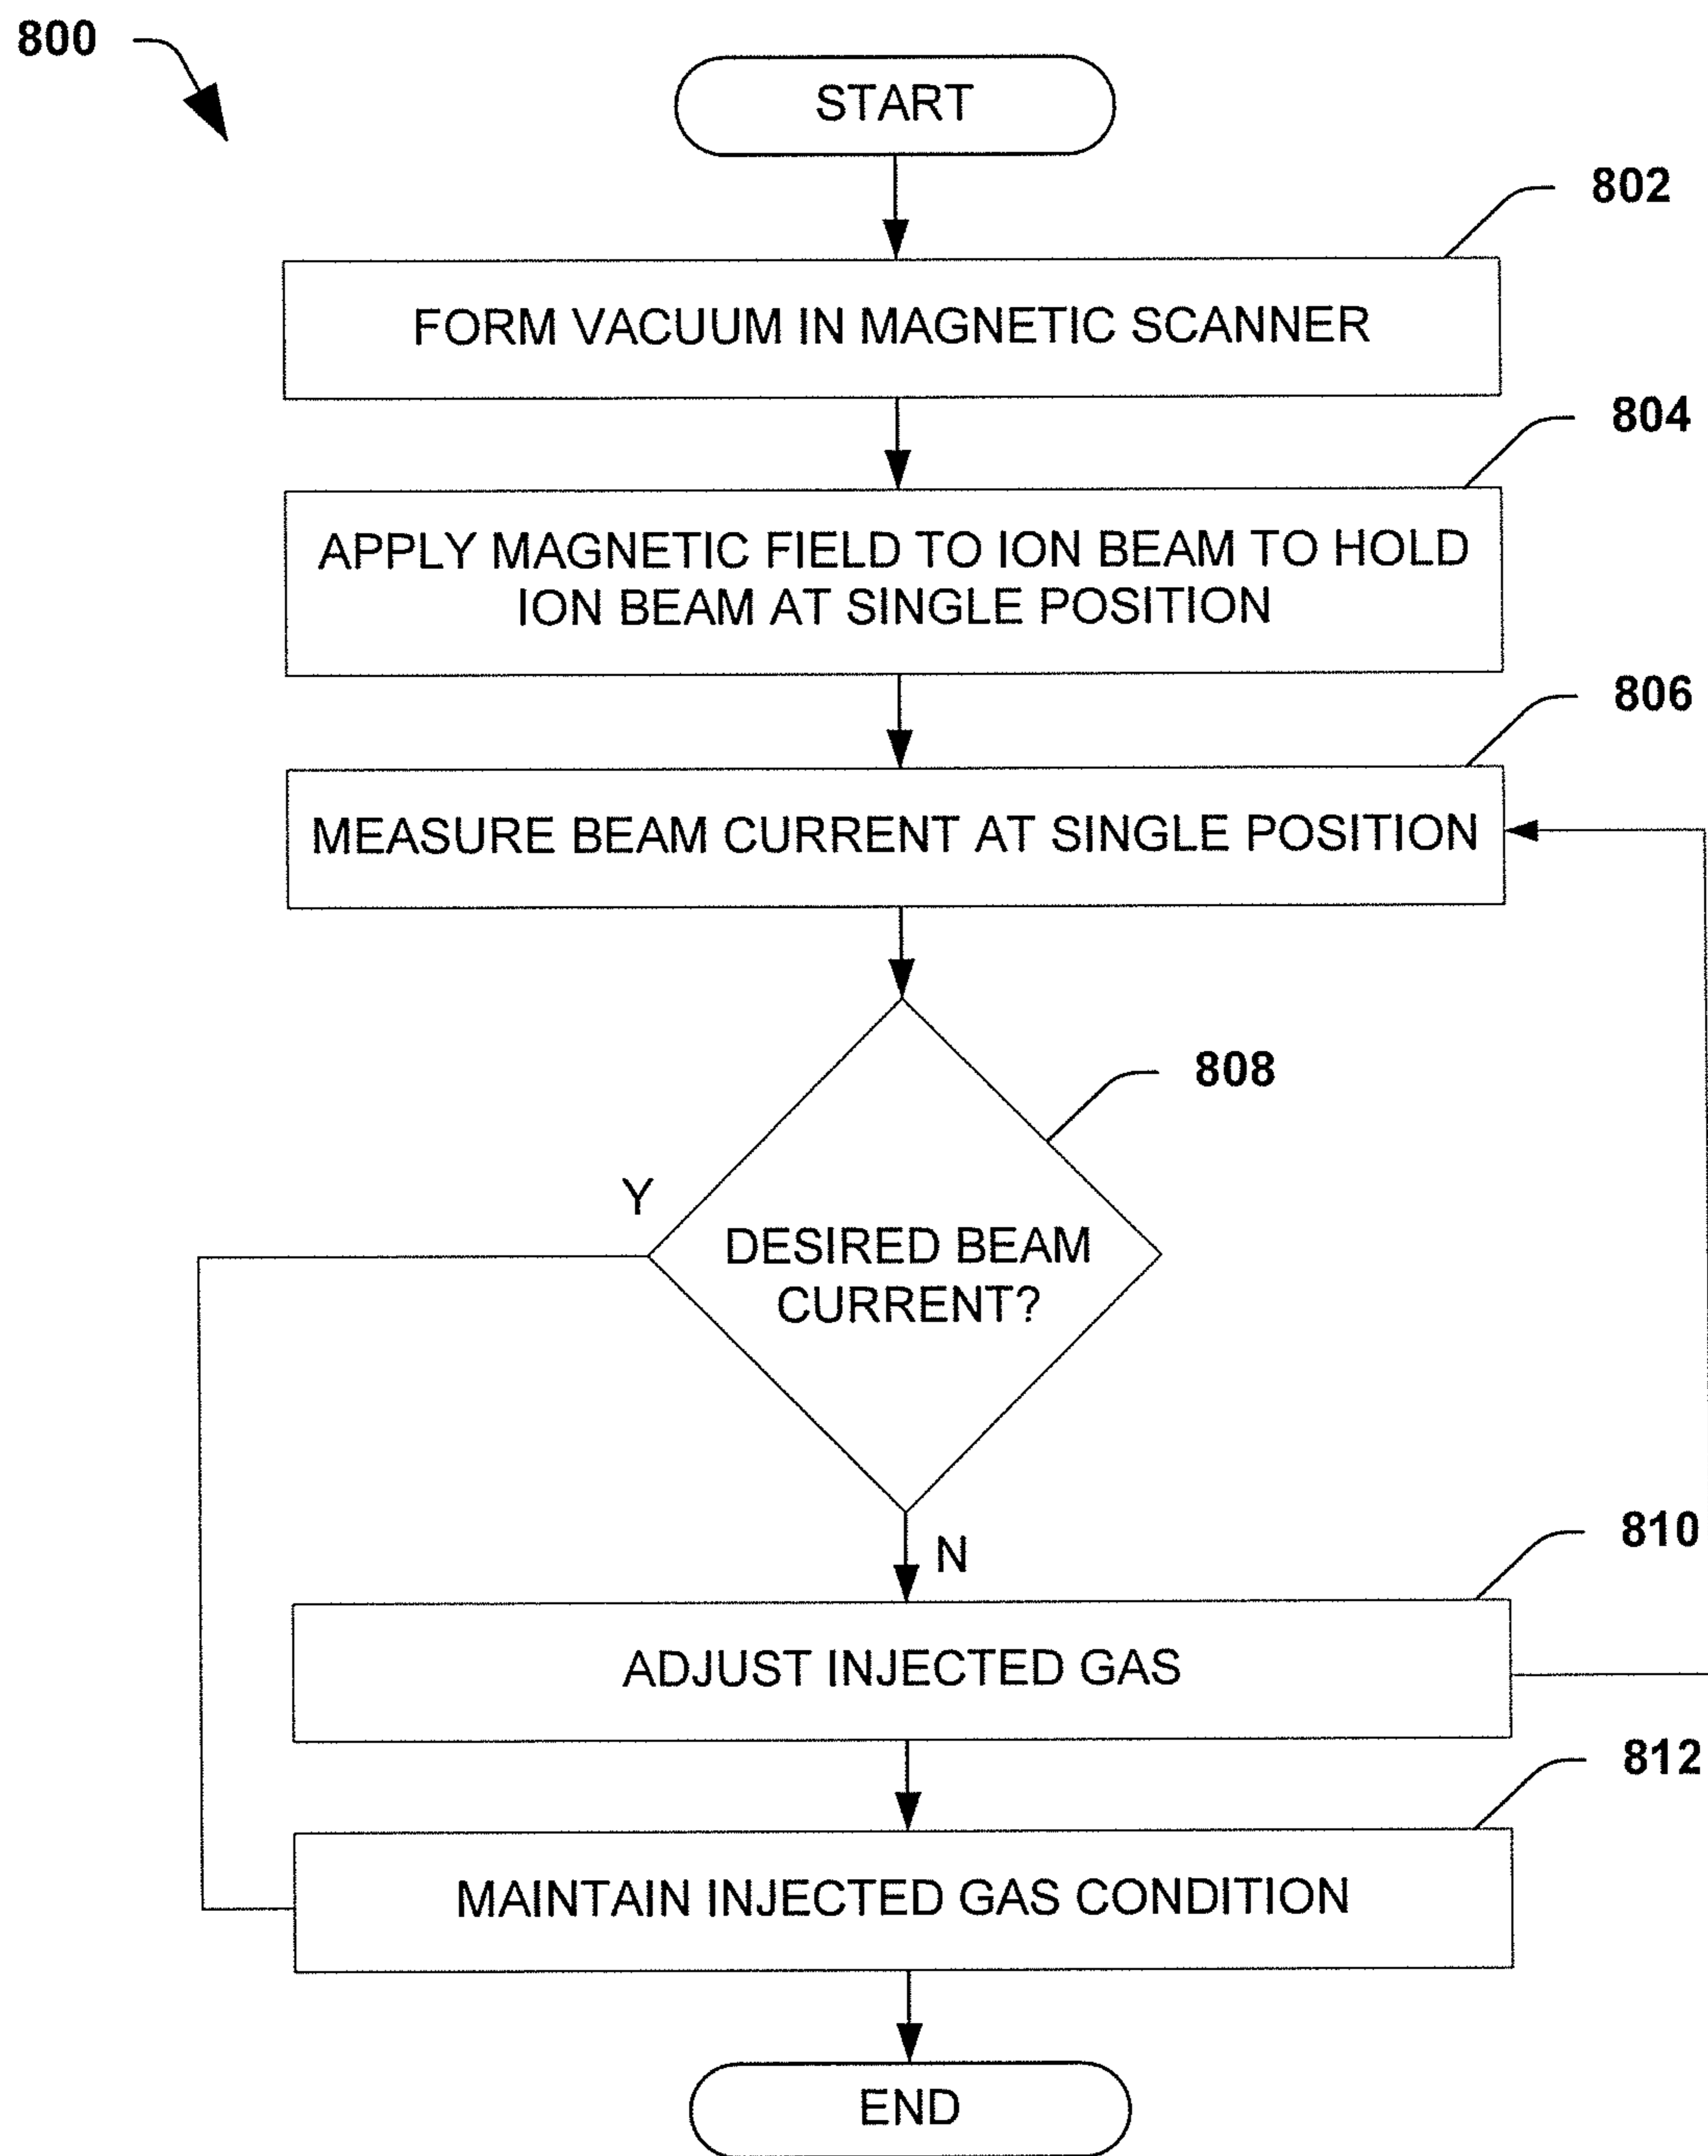 800
START
802
FORM VACUUM IN MAGNETIC SCANNER
804
APPLY MAGNETIC FIELD TO ION BEAM TO HOLD
ION BEAM AT SINGLE POSITION
806
MEASURE BEAM CURRENT AT SINGLE POSITION
808
Y
DESIRED BEAM
CURRENT?
N
810
ADJUST INJECTED GAS
812
MAINTAIN INJECTED GAS CONDITION
END